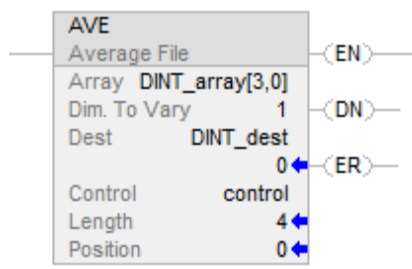 AVE
Average File
(EN)
Array DINT_array[3,0]
Dim. To Vary 1
(DN)
Dest DINT_dest
0
(ER)
Control control
Length 4
Position 0